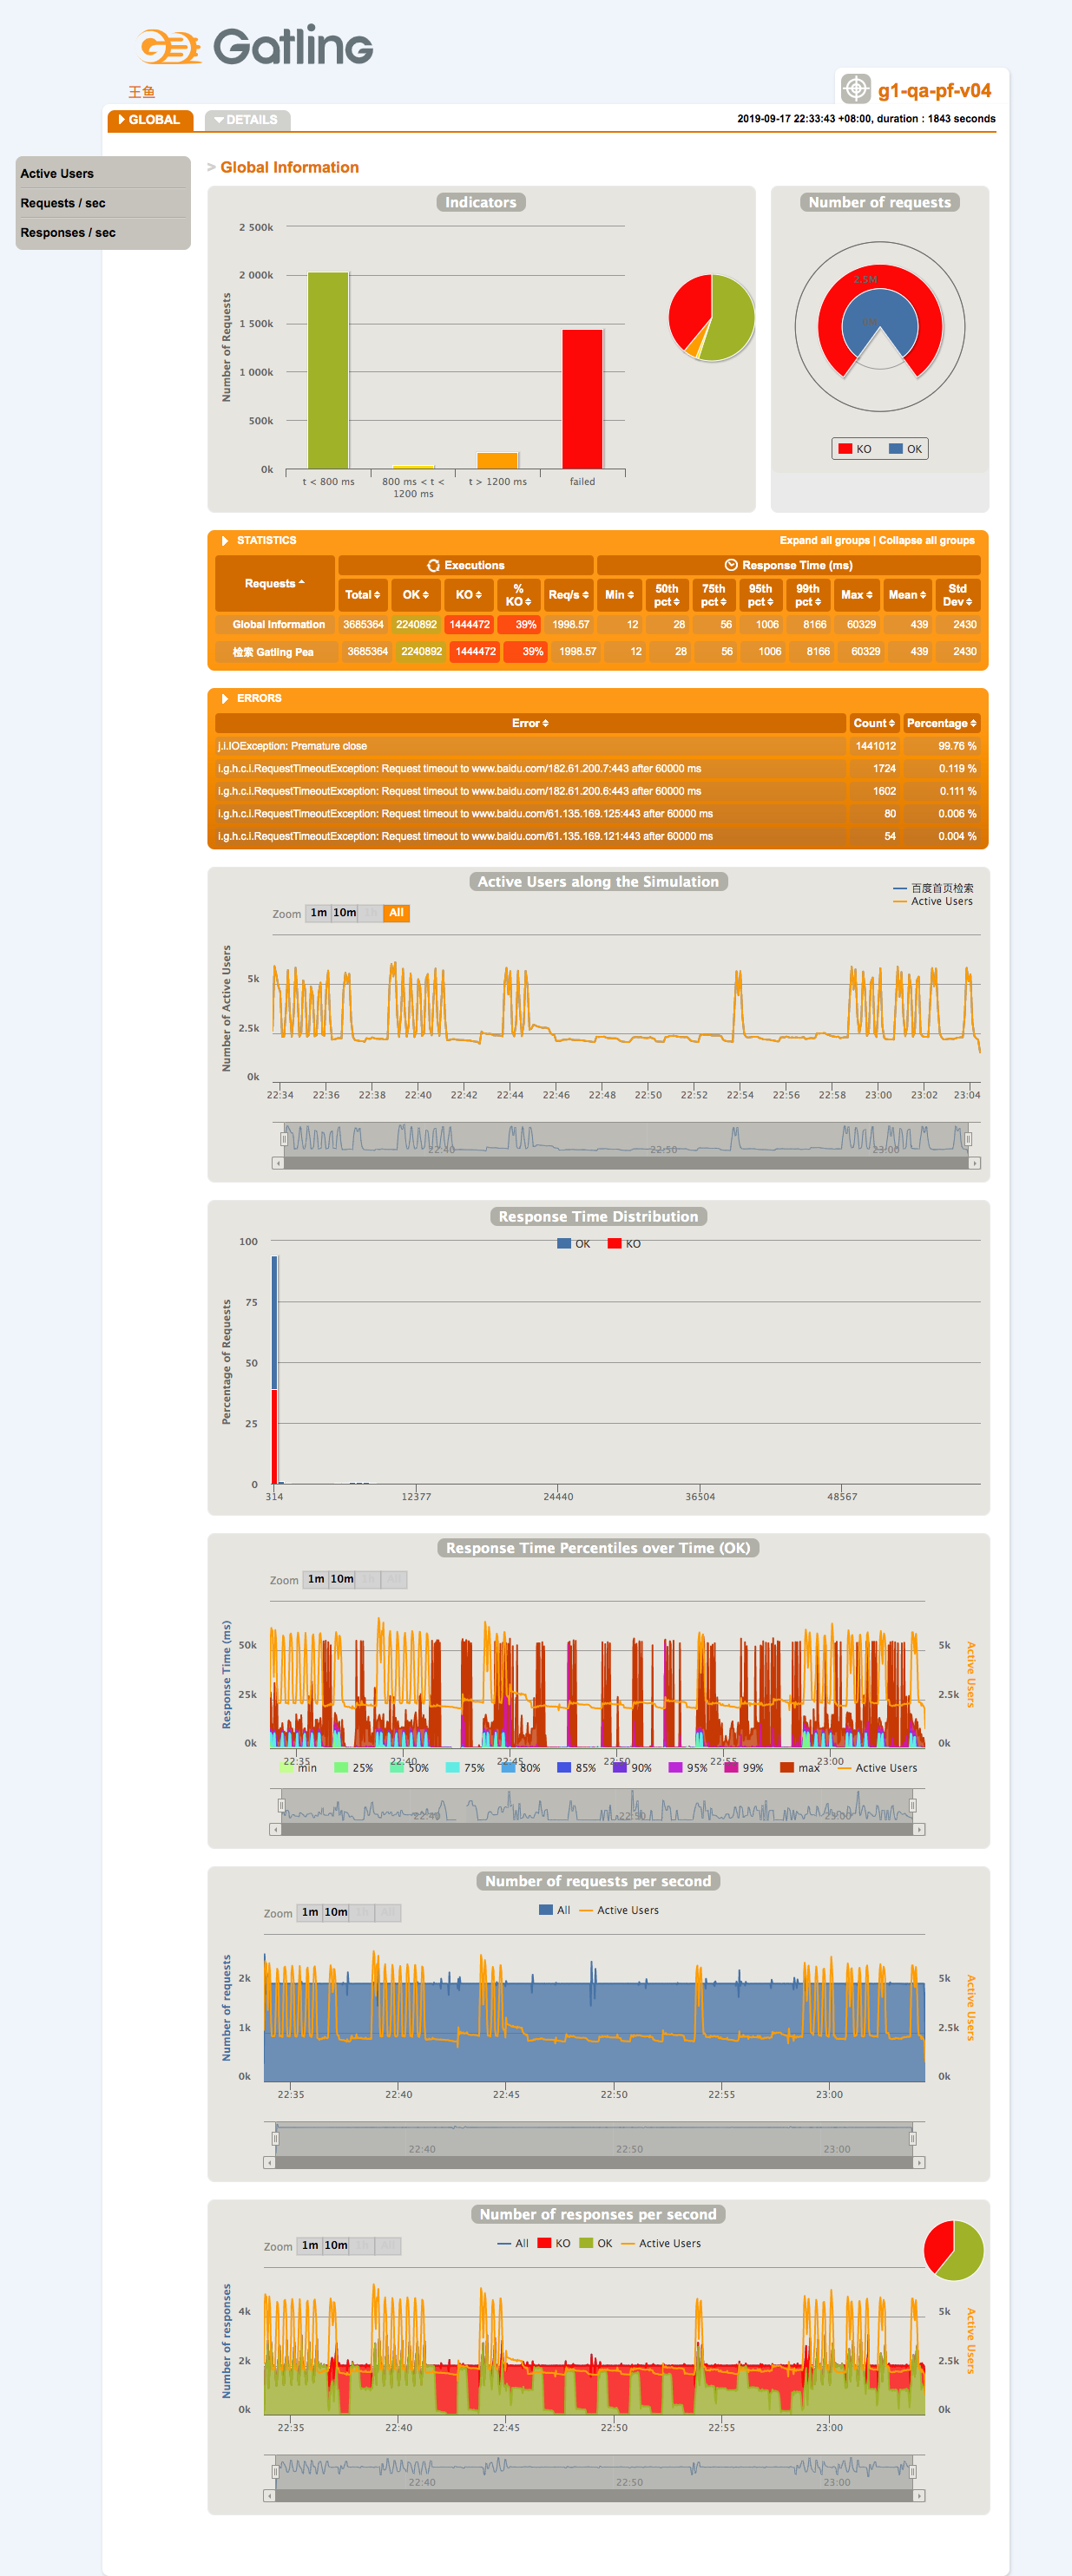 Gatling
王鱼
g1-qa-pf-v04
GLOBAL
DETAILS
2019-09-17 22:33:43 +08:00, duration : 1843 seconds
Active Users
Requests / sec
Responses / sec
> Global Information
Indicators
2 500k
2 000k
1 500k
1 000k
500k
0k
Number of Requests
t < 800 ms
800 ms < t < 1200 ms
t > 1200 ms
failed
Number of requests
2.5M
KO
OK
STATISTICS
Expand all groups | Collapse all groups
Requests
Executions
Response Time (ms)
Total OK KO % KO Req/s Min 50th pct 75th pct 95th pct 99th pct Max Mean Std Dev
Global Information 3685364 2240892 1444472 39% 1998.57 12 28 56 1006 8166 60329 439 2430
检索 Gatling Pea 3685364 2240892 1444472 39% 1998.57 12 28 56 1006 8166 60329 439 2430
ERRORS
Error Count Percentage
j.i.IOException: Premature close 1441012 99.76 %
i.g.h.c.i.RequestTimeoutException: Request timeout to www.baidu.com/182.61.200.7:443 after 60000 ms 1724 0.119 %
i.g.h.c.i.RequestTimeoutException: Request timeout to www.baidu.com/182.61.200.6:443 after 60000 ms 1602 0.111 %
i.g.h.c.i.RequestTimeoutException: Request timeout to www.baidu.com/61.135.169.125:443 after 60000 ms 80 0.006 %
i.g.h.c.i.RequestTimeoutException: Request timeout to www.baidu.com/61.135.169.121:443 after 60000 ms 54 0.004 %
Active Users along the Simulation
百度首页检索
Active Users
Zoom 1m 10m 1h All
Number of Active Users
5k
2.5k
0k
22:34 22:36 22:38 22:40 22:42 22:44 22:46 22:48 22:50 22:52 22:54 22:56 22:58 23:00 23:02 23:04
22:40 22:50 23:00
Response Time Distribution
OK KO
Percentage of Requests
100
75
50
25
0
314 12377 24440 36504 48567
Response Time Percentiles over Time (OK)
Zoom 1m 10m 1h All
Response Time (ms)
50k
25k
0k
Active Users
5k
2.5k
0k
22:35 22:40 22:45 22:50 22:55 23:00
min 25% 50% 75% 80% 85% 90% 95% 99% max Active Users
22:40 22:50 23:00
Number of requests per second
Zoom 1m 10m 1h All
All Active Users
Number of requests
2k
1k
0k
Active Users
5k
2.5k
0k
22:35 22:40 22:45 22:50 22:55 23:00
22:40 22:50 23:00
Number of responses per second
Zoom 1m 10m 1h All
All KO OK Active Users
Number of responses
4k
2k
0k
Active Users
5k
2.5k
0k
22:35 22:40 22:45 22:50 22:55 23:00
22:40 22:50 23:00